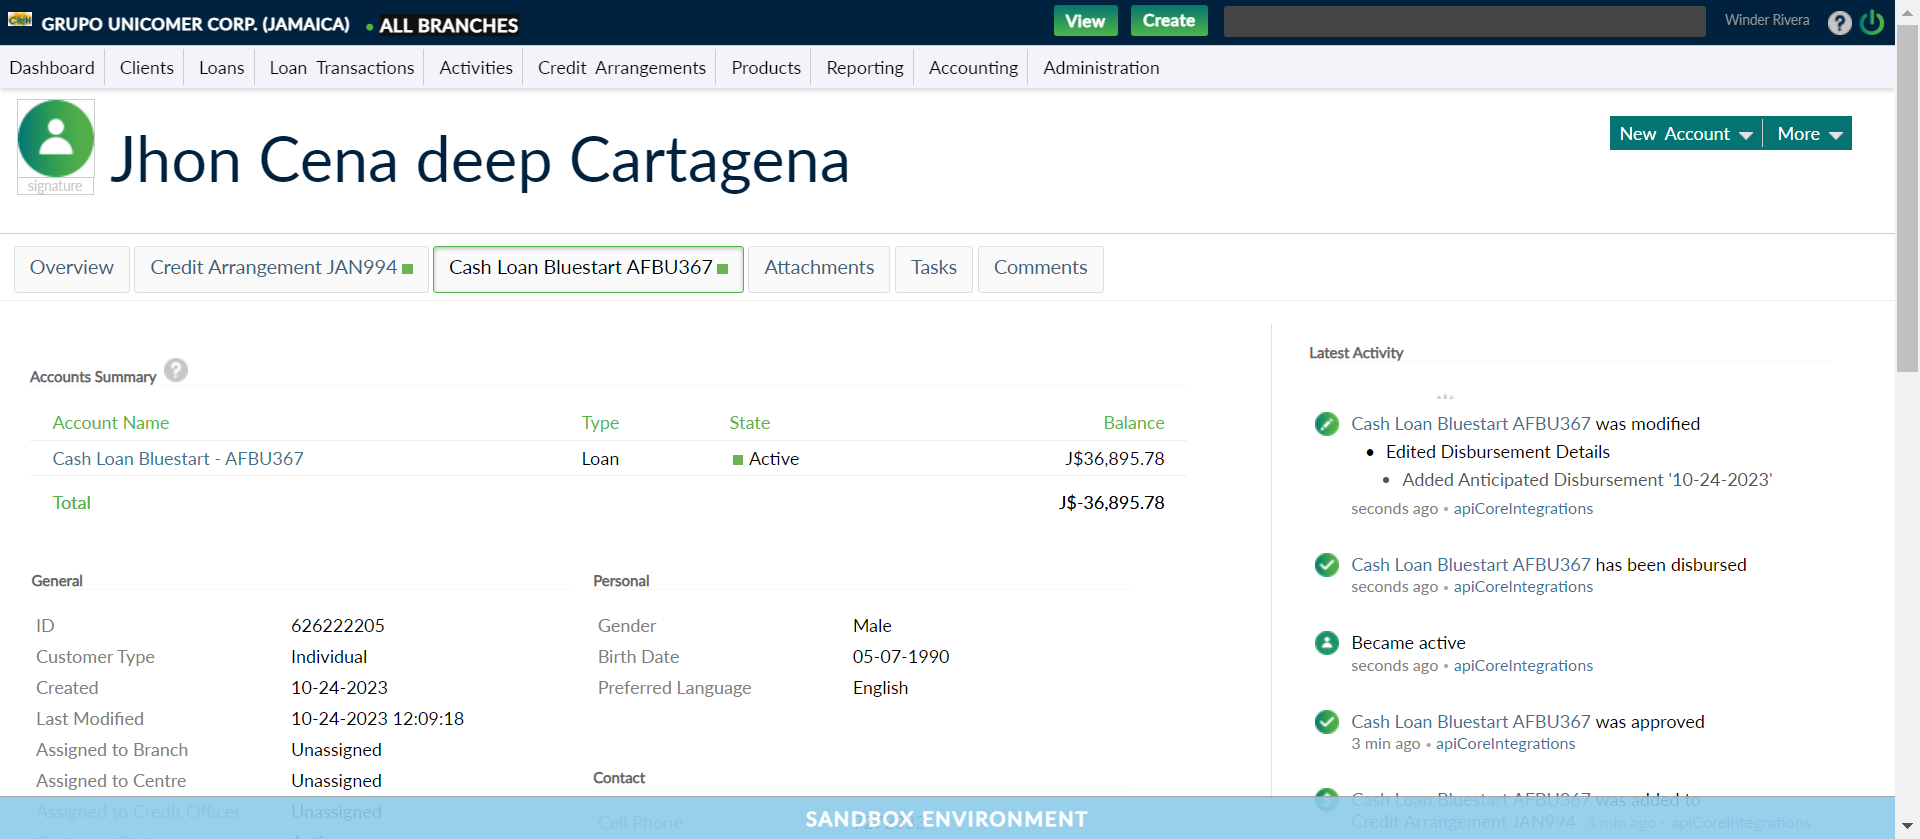 CASH GRUPO UNICOMER CORP. (JAMAICA) • ALL BRANCHES View Create Winder Rivera ?
Dashboard Clients Loans Loan Transactions Activities Credit Arrangements Products Reporting Accounting Administration
signature
Jhon Cena deep Cartagena
New Account More
Overview Credit Arrangement JAN994 Cash Loan Bluestart AFBU367 Attachments Tasks Comments
Accounts Summary ?
Account Name Type State Balance
Cash Loan Bluestart - AFBU367 Loan Active J$36,895.78
Total J$-36,895.78
General
ID 626222205
Customer Type Individual
Created 10-24-2023
Last Modified 10-24-2023 12:09:18
Assigned to Branch Unassigned
Assigned to Centre Unassigned
Assigned to Credit Officer Unassigned
Personal
Gender Male
Birth Date 05-07-1990
Preferred Language English
Contact
Cell Phone
Latest Activity
Cash Loan Bluestart AFBU367 was modified
• Edited Disbursement Details
• Added Anticipated Disbursement '10-24-2023'
seconds ago • apiCoreIntegrations
Cash Loan Bluestart AFBU367 has been disbursed
seconds ago • apiCoreIntegrations
Became active
seconds ago • apiCoreIntegrations
Cash Loan Bluestart AFBU367 was approved
3 min ago • apiCoreIntegrations
Cash Loan Bluestart AFBU367 was added to
Credit Arrangement JAN994 3 min ago • apiCoreIntegrations
SANDBOX ENVIRONMENT